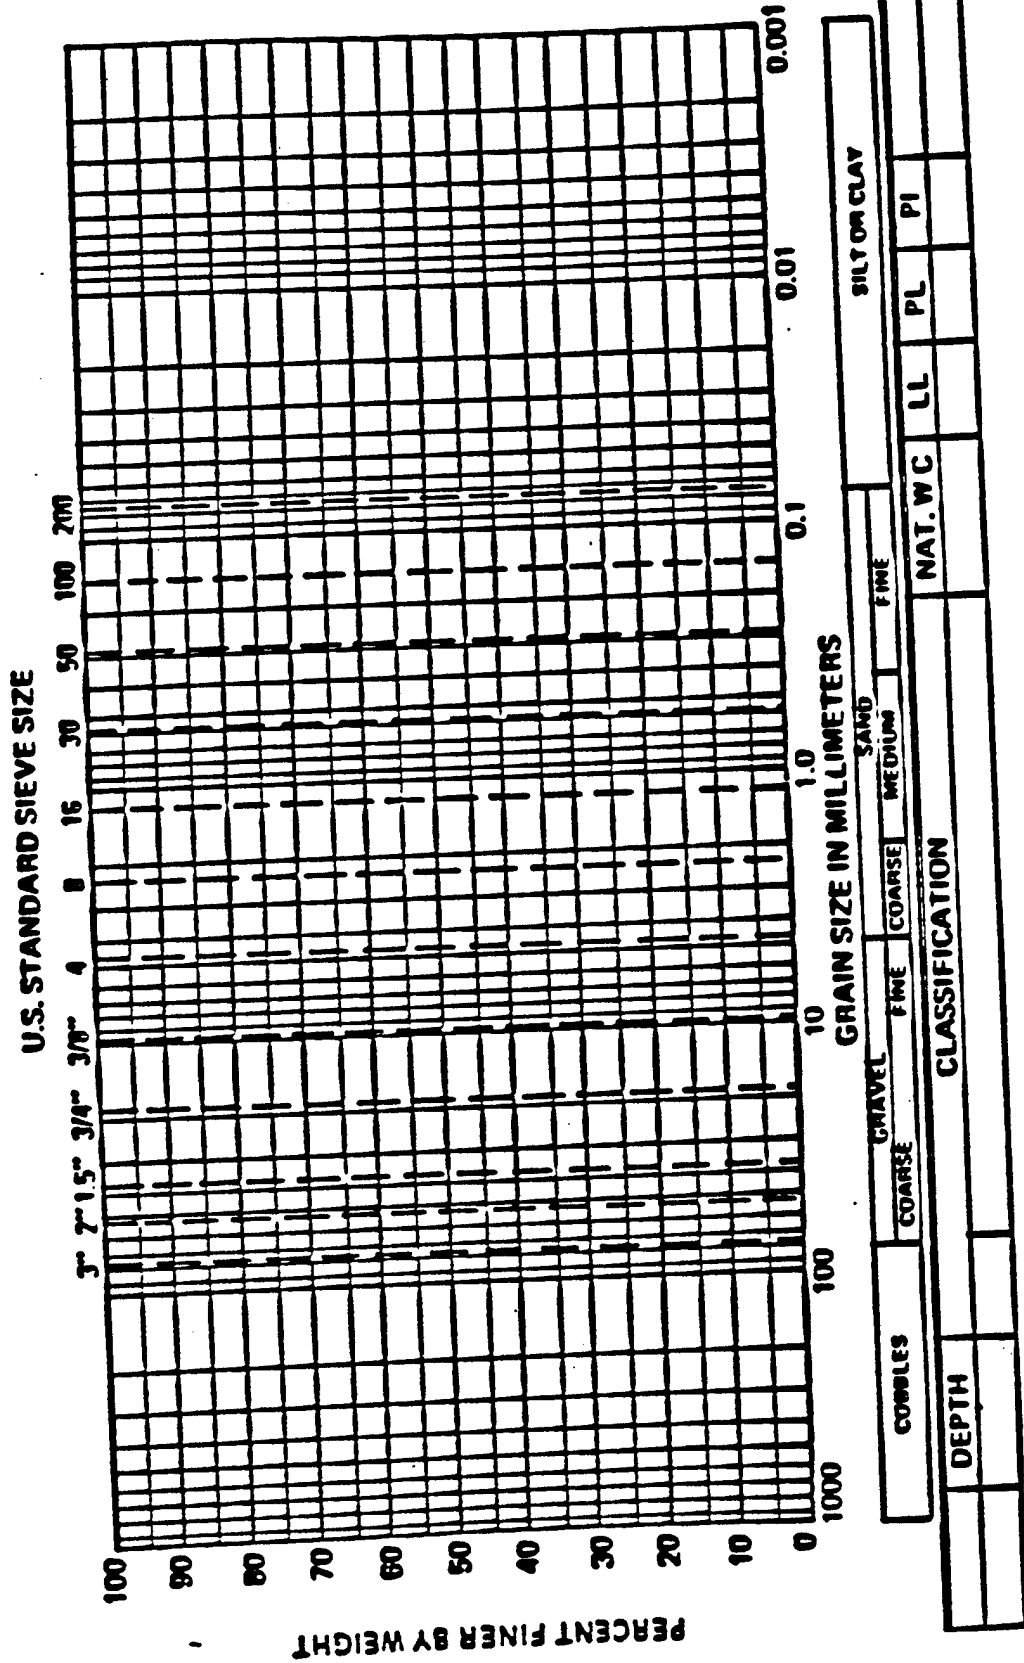 U.S. STANDARD SIEVE SIZE
3" 2" 1.5" 3/4" 3/8" 4 8 16 30 50 100 200
100
90
80
70
60
50
40
30
20
10
0
PERCENT FINER BY WEIGHT
1000 100 10 1.0 0.1 0.01 0.001
GRAIN SIZE IN MILLIMETERS
COBBLES GRAVEL SAND SILT OR CLAY
COARSE FINE COARSE MEDIUM FINE
DEPTH CLASSIFICATION NAT. W C LL PL PI